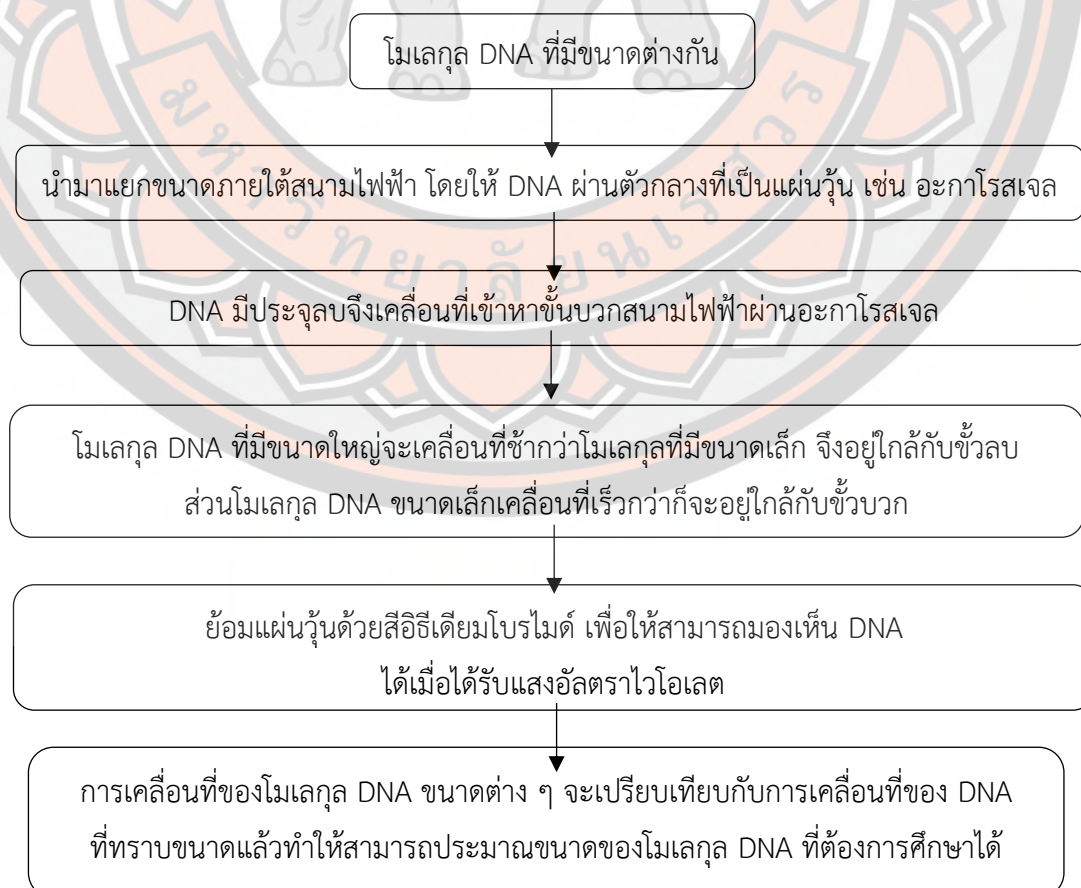 โมเลกุล DNA ที่มีขนาดต่างกัน
นำมาแยกขนาดภายใต้สนามไฟฟ้า โดยให้ DNA ผ่านตัวกลางที่เป็นแผ่นวุ้น เช่น อะกาโรสเจล
DNA มีประจุลบจึงเคลื่อนที่เข้าหาขั้นบวกสนามไฟฟ้าผ่านอะกาโรสเจล
โมเลกุล DNA ที่มีขนาดใหญ่จะเคลื่อนที่ช้ากว่าโมเลกุลที่มีขนาดเล็ก จึงอยู่ใกล้กับขั้วลบ
ส่วนโมเลกุล DNA ขนาดเล็กเคลื่อนที่เร็วกว่าก็จะอยู่ใกล้กับขั้วบวก
ย้อมแผ่นวุ้นด้วยสีอิธีเดียมโบรไมด์ เพื่อให้สามารถมองเห็น DNA
ได้เมื่อได้รับแสงอัลตราไวโอเลต
การเคลื่อนที่ของโมเลกุล DNA ขนาดต่าง ๆ จะเปรียบเทียบกับการเคลื่อนที่ของ DNA
ที่ทราบขนาดแล้วทำให้สามารถประมาณขนาดของโมเลกุล DNA ที่ต้องการศึกษาได้
มหาวิทยาลัยนเรศวร